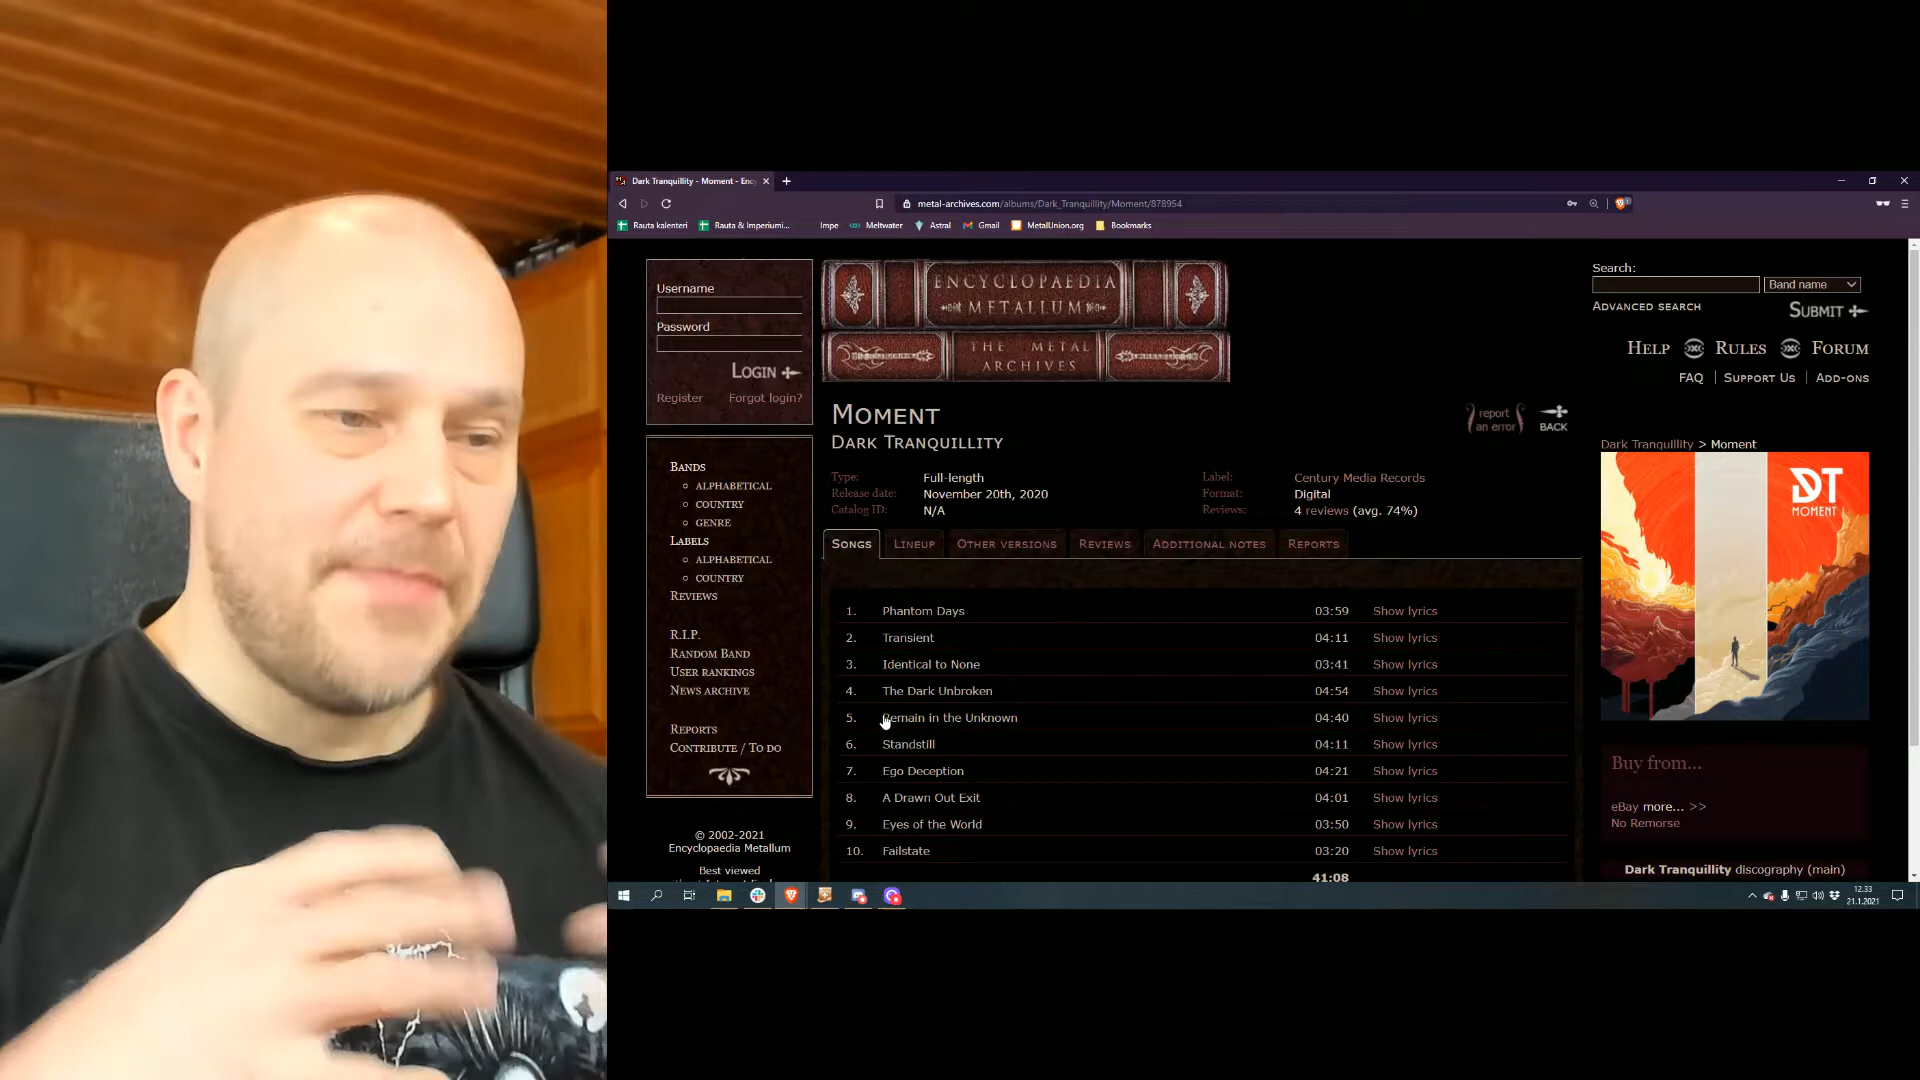 Dark Tranquillity - Moment - Enc
metal-archives.com/albums/Dark_Tranquillity/Moment/878954
Rauta kalenteri Rauta & Imperiumi... Impe Meltwater Astral Gmail MetalUnion.org Bookmarks
Username
Password
LOGIN
Register Forgot login?
ENCYCLOPAEDIA
METALLUM
THE METAL
ARCHIVES
Search:
Band name
ADVANCED SEARCH
SUBMIT
HELP RULES FORUM
FAQ SUPPORT US ADD-ONS
BANDS
ALPHABETICAL
COUNTRY
GENRE
LABELS
ALPHABETICAL
COUNTRY
REVIEWS
R.I.P.
RANDOM BAND
USER RANKINGS
NEWS ARCHIVE
REPORTS
CONTRIBUTE / TO DO
© 2002-2021
Encyclopaedia Metallum
Best viewed
MOMENT
DARK TRANQUILLITY
report
an error
BACK
Type: Full-length
Release date: November 20th, 2020
Catalog ID: N/A
Label: Century Media Records
Format: Digital
Reviews: 4 reviews (avg. 74%)
SONGS LINEUP OTHER VERSIONS REVIEWS ADDITIONAL NOTES REPORTS
1. Phantom Days 03:59 Show lyrics
2. Transient 04:11 Show lyrics
3. Identical to None 03:41 Show lyrics
4. The Dark Unbroken 04:54 Show lyrics
5. Remain in the Unknown 04:40 Show lyrics
6. Standstill 04:11 Show lyrics
7. Ego Deception 04:21 Show lyrics
8. A Drawn Out Exit 04:01 Show lyrics
9. Eyes of the World 03:50 Show lyrics
10. Failstate 03:20 Show lyrics
41:08
Dark Tranquillity > Moment
DT
MOMENT
Buy from...
eBay more... >>
No Remorse
Dark Tranquillity discography (main)
12.33
21.1.2021